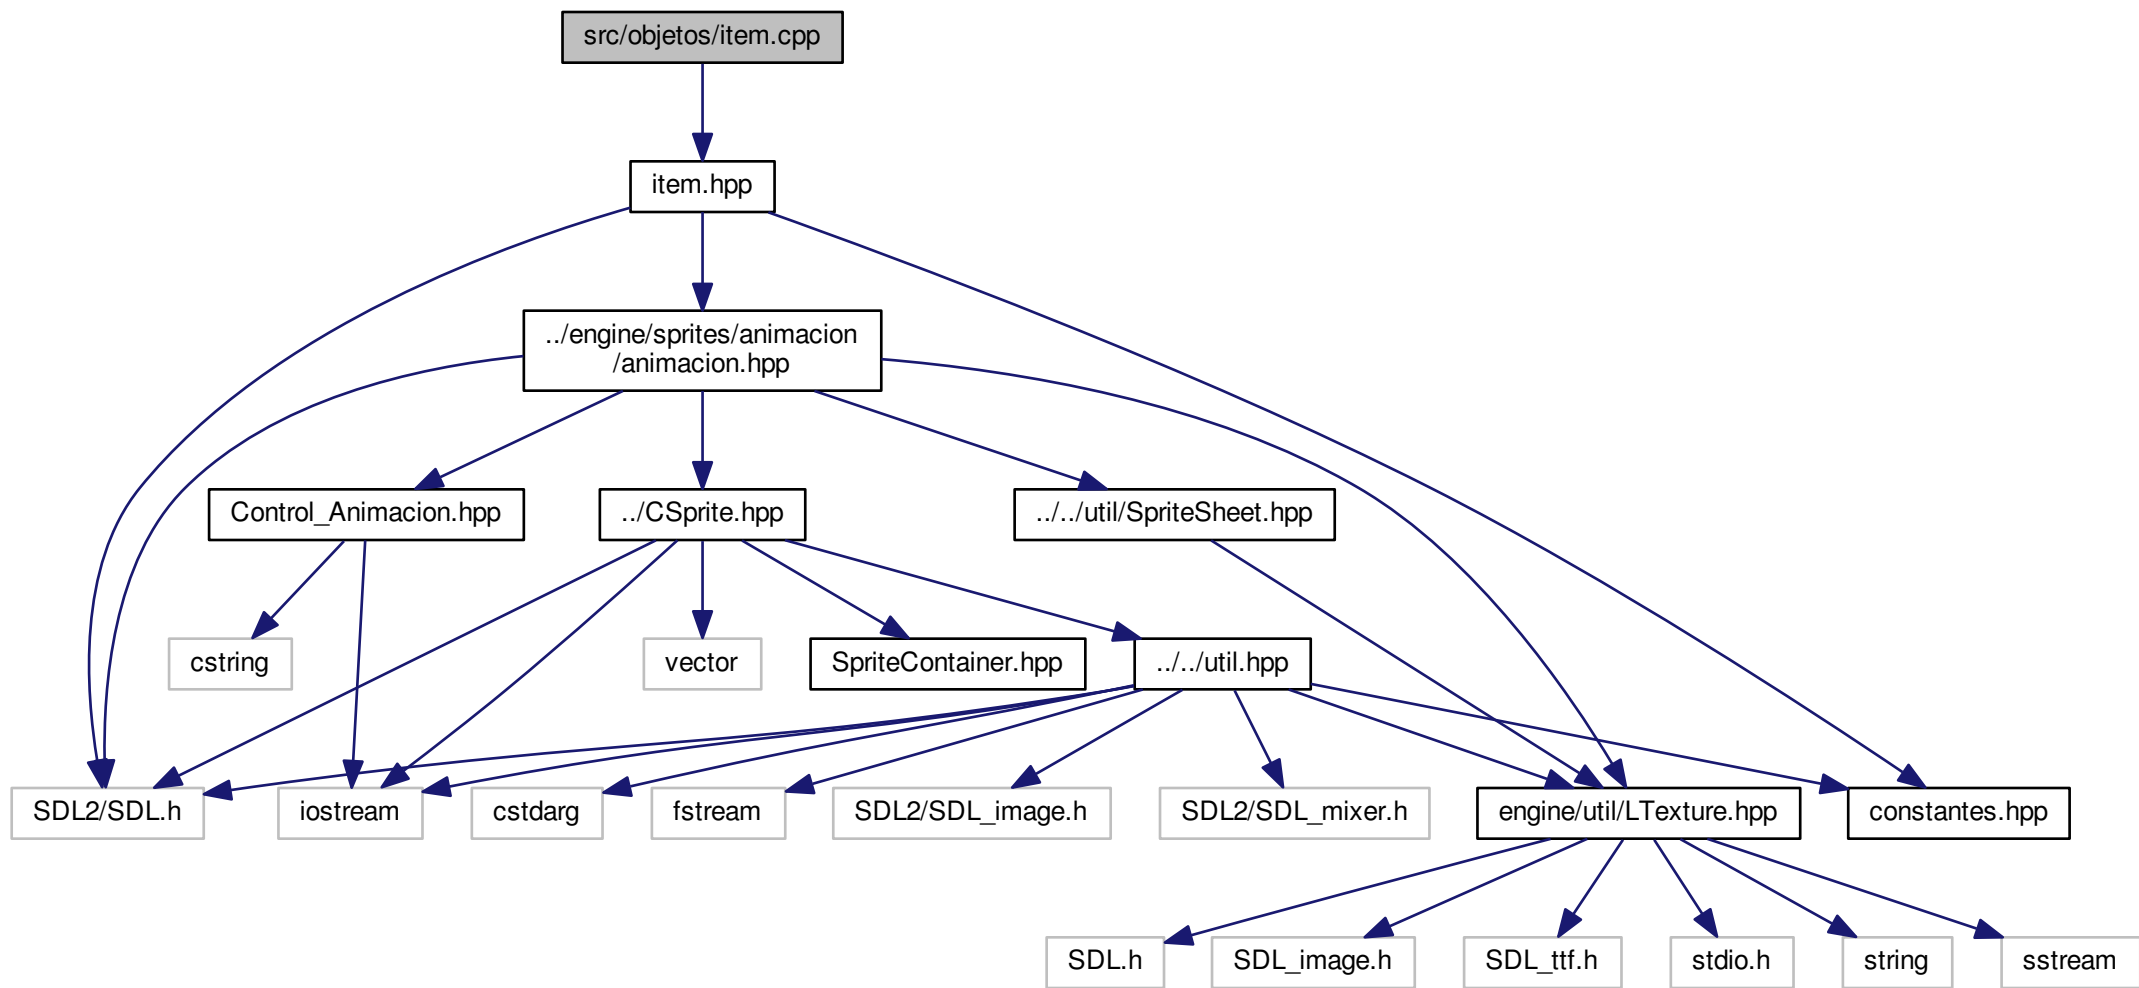 src/objetos/item.cpp
item.hpp
../engine/sprites/animacion
/animacion.hpp
Control_Animacion.hpp
../CSprite.hpp
../../util/SpriteSheet.hpp
cstring
vector
SpriteContainer.hpp
../../util.hpp
SDL2/SDL.h
iostream
cstdarg
fstream
SDL2/SDL_image.h
SDL2/SDL_mixer.h
engine/util/LTexture.hpp
constantes.hpp
SDL.h
SDL_image.h
SDL_ttf.h
stdio.h
string
sstream